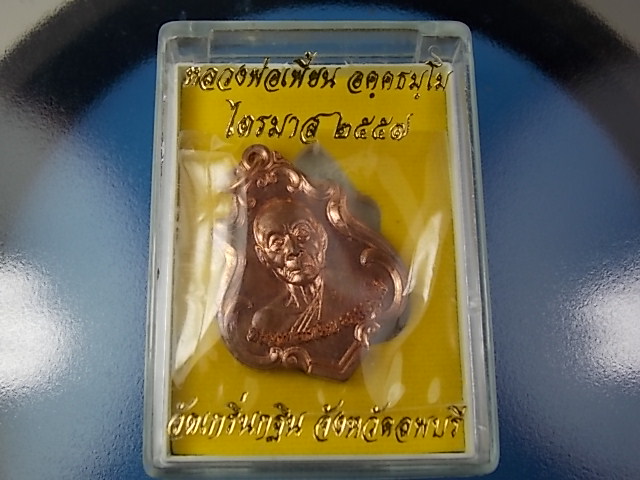 หลวงพ่อเพี้ยน อคฺคธมฺโม
ไตรมาส ๒๕๕๗
วัดเกริ่นกฐิน จังหวัดลพบุรี